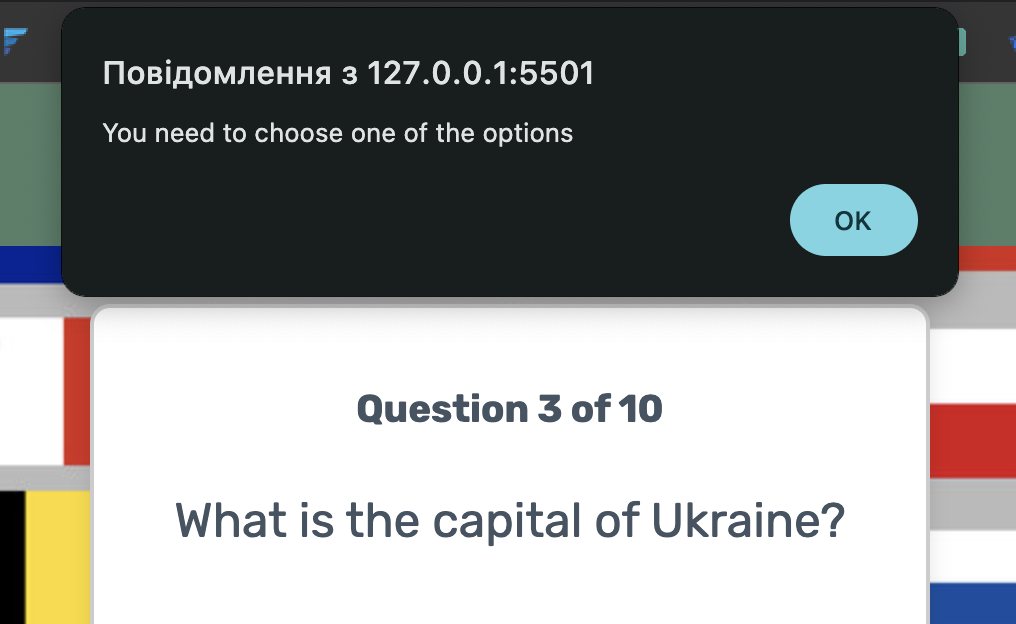 Повідомлення з 127.0.0.1:5501
You need to choose one of the options
OK
Question 3 of 10
What is the capital of Ukraine?